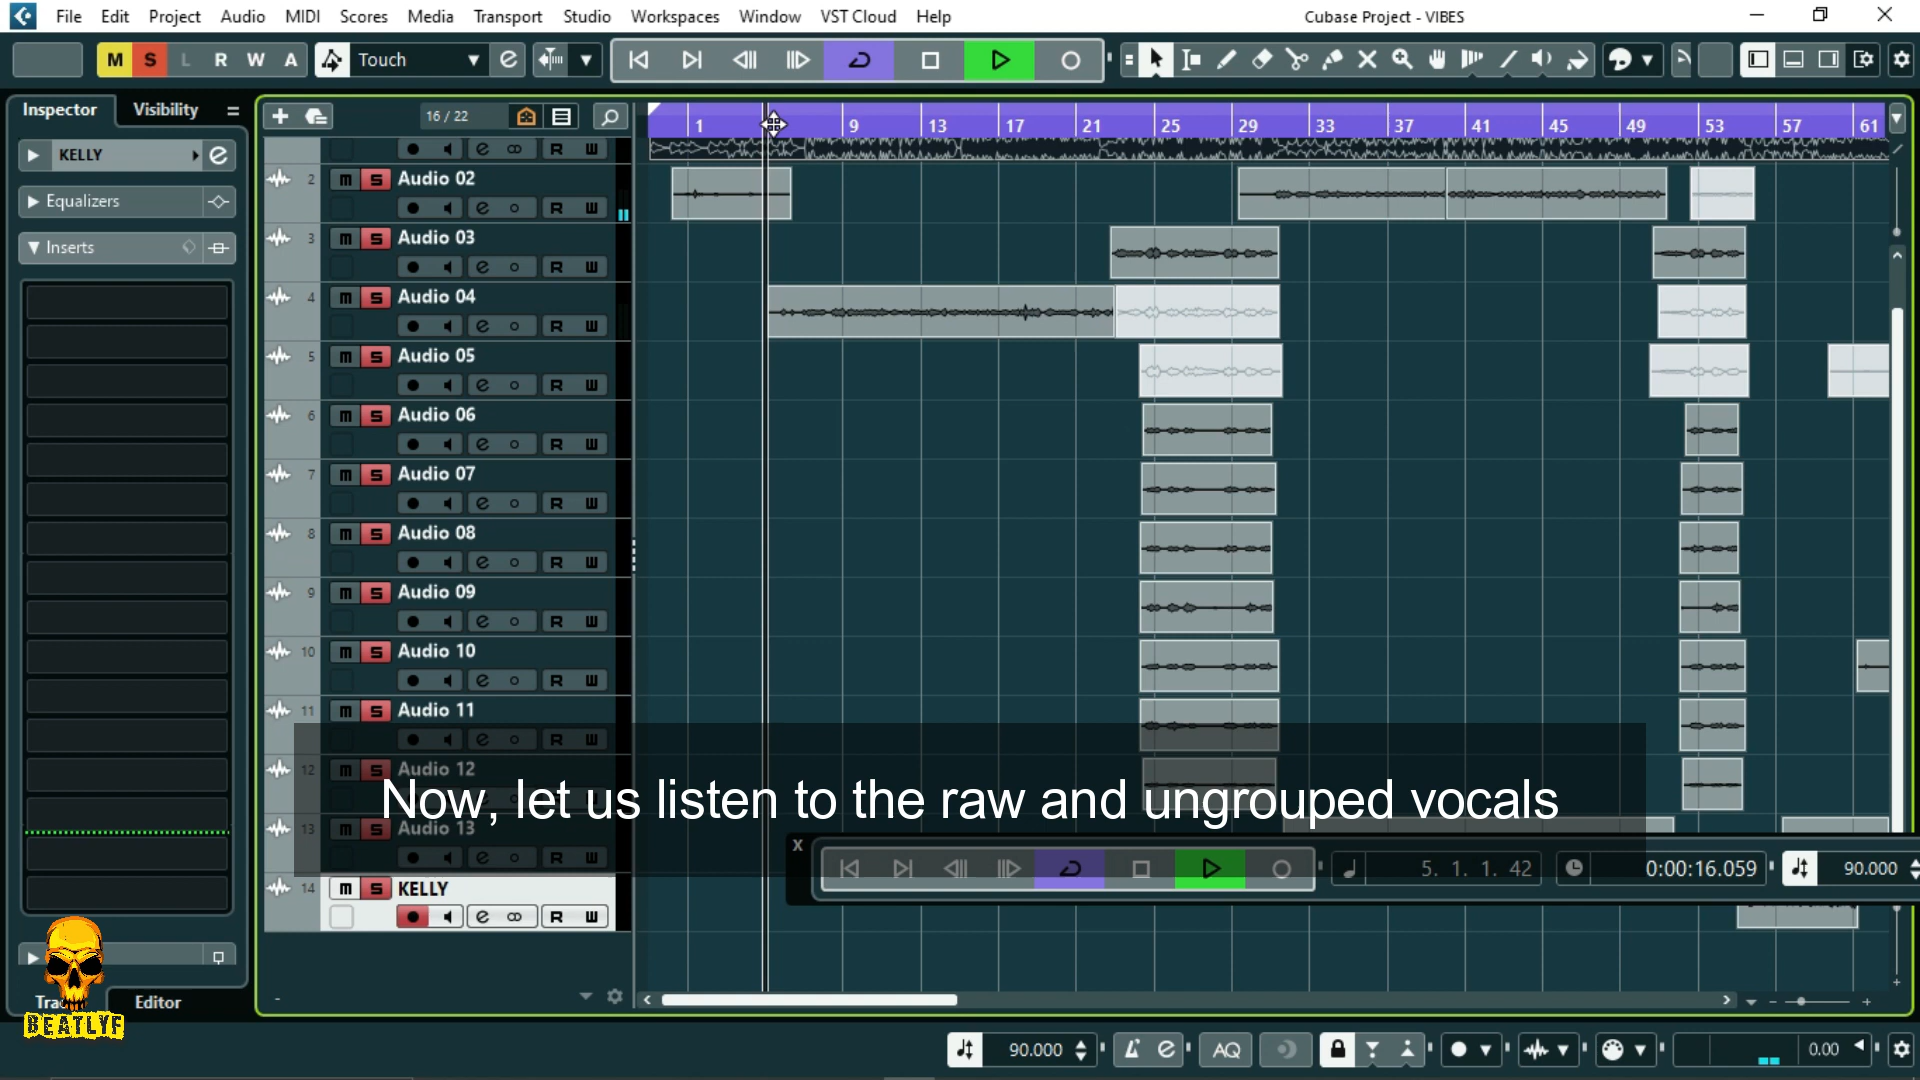 File Edit Project Audio MIDI Scores Media Transport Studio Workspaces Window VST Cloud Help
Cubase Project - VIBES
M S L R W A
Touch
Inspector
Visibility
16 / 22
1 9 13 17 21 25 29 33 37 41 45 49 53 57 61
KELLY
Equalizers
Inserts
R W
2 m S Audio 02
R W
3 m S Audio 03
R W
4 m S Audio 04
R W
5 m S Audio 05
R W
6 m S Audio 06
R W
7 m S Audio 07
R W
8 m S Audio 08
R W
9 m S Audio 09
R W
10 m S Audio 10
R W
11 m S Audio 11
R W
12 m S Audio 12
Now, let us listen to the raw and ungrouped vocals
13 m S Audio 13
R W
X
5. 1. 1. 42
0:00:16.059
90.000
14 m S KELLY
R W
Editor
BEATLYF
90.000
AQ
0.00